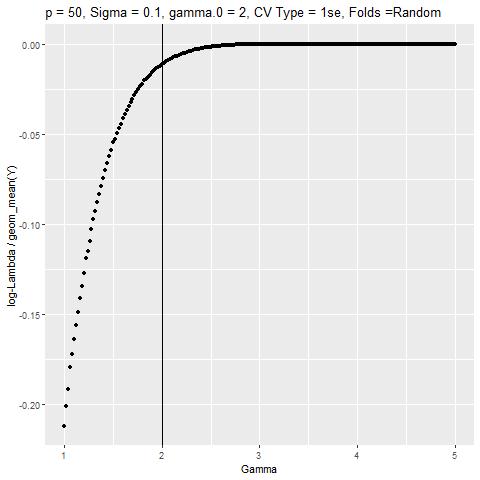 p = 50, Sigma = 0.1, gamma.0 = 2, CV Type = 1se, Folds =Random
0.00
-0.05
-0.10
-0.15
-0.20
log-Lambda / geom_mean(Y)
1 2 3 4 5
Gamma